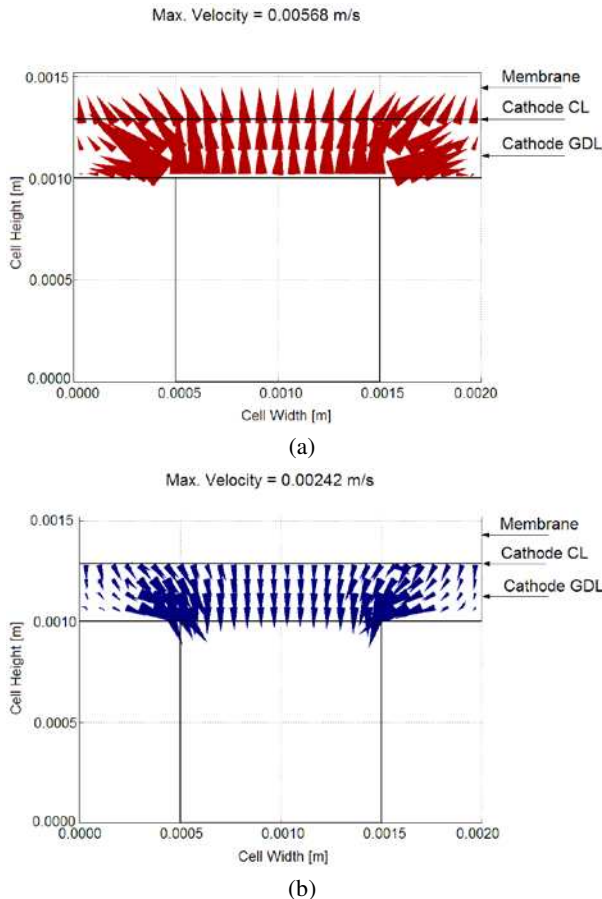 Max. Velocity = 0.00568 m/s
0.0015
Membrane
Cathode CL
Cathode GDL
0.0010
Cell Height [m]
0.0005
0.0000
0.0000 0.0005 0.0010 0.0015 0.0020
Cell Width [m]
(a)
Max. Velocity = 0.00242 m/s
0.0015
Membrane
Cathode CL
Cathode GDL
0.0010
Cell Height [m]
0.0005
0.0000
0.0000 0.0005 0.0010 0.0015 0.0020
Cell Width [m]
(b)